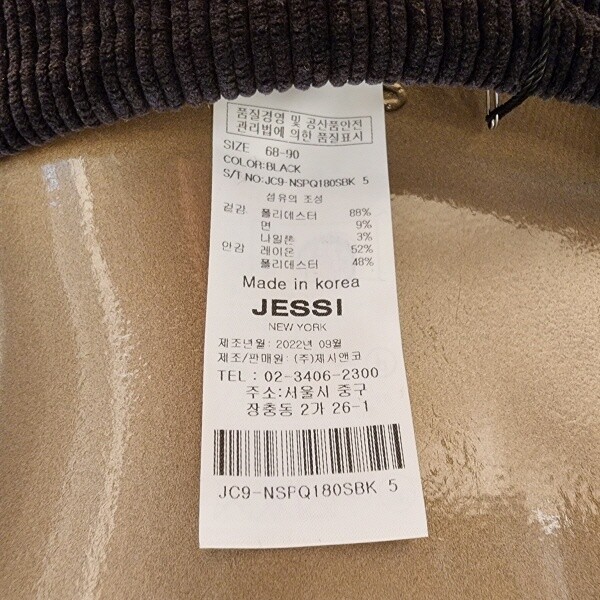 품질경영 및 공산품안전
관리법에 의한 품질표시
SIZE 68-90
COLOR:BLACK
S/T NO:JC9-NSPQ180SBK 5
섬유의 조성
겉감 폴리에스터 88%
면 9%
나일론 3%
안감 레이온 52%
폴리에스터 48%
Made in korea
JESSI
NEW YORK
제조년월: 2022년 09월
제조/판매원: (주)제시앤코
TEL : 02-3406-2300
주소:서울시 중구
장충동 2가 26-1
JC9-NSPQ180SBK 5